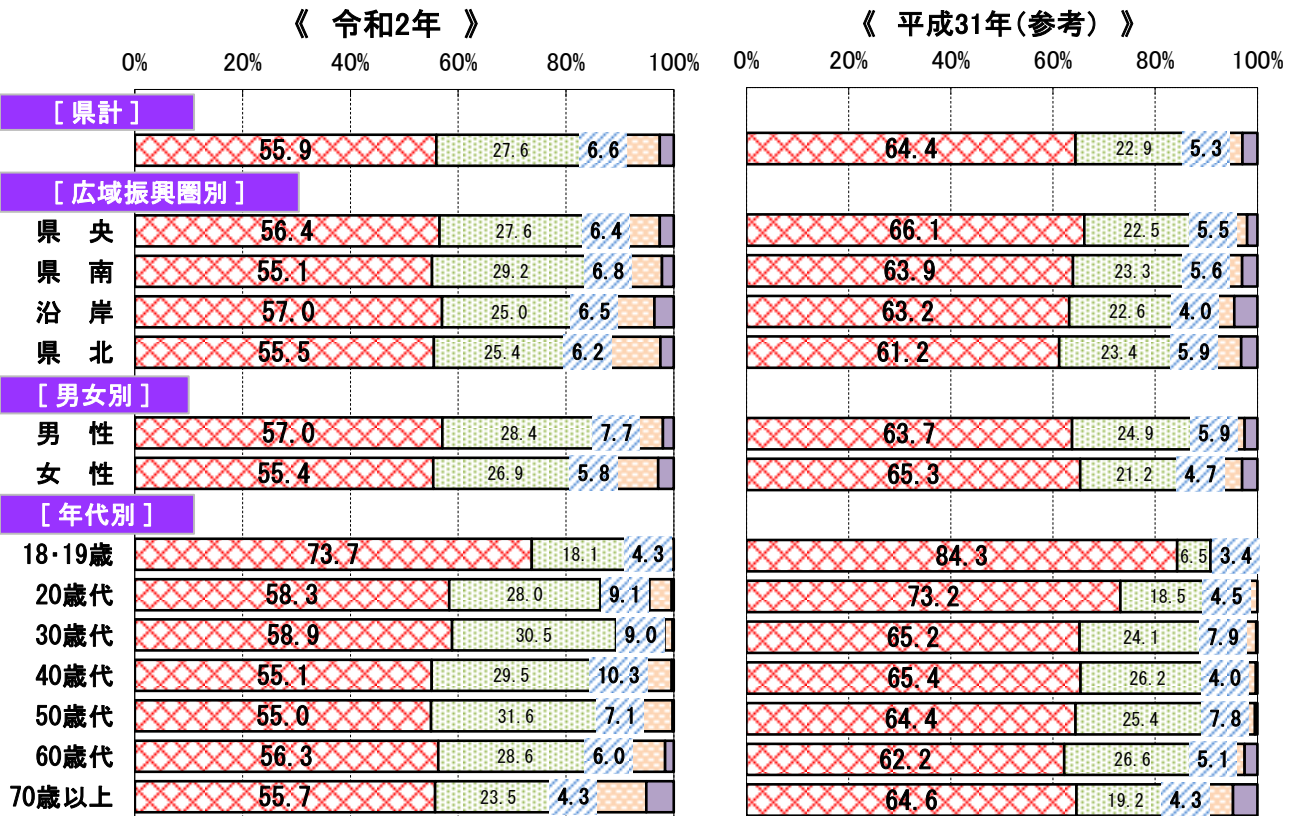 《 令和2年 》 《 平成31年(参考) 》
0% 20% 40% 60% 80% 100% 0% 20% 40% 60% 80% 100%
[ 県計 ]
55.9 27.6 6.6 64.4 22.9 5.3
[ 広域振興圏別 ]
県 央 56.4 27.6 6.4 66.1 22.5 5.5
県 南 55.1 29.2 6.8 63.9 23.3 5.6
沿 岸 57.0 25.0 6.5 63.2 22.6 4.0
県 北 55.5 25.4 6.2 61.2 23.4 5.9
[ 男女別 ]
男 性 57.0 28.4 7.7 63.7 24.9 5.9
女 性 55.4 26.9 5.8 65.3 21.2 4.7
[ 年代別 ]
18・19歳 73.7 18.1 4.3 84.3 6.5 3.4
20歳代 58.3 28.0 9.1 73.2 18.5 4.5
30歳代 58.9 30.5 9.0 65.2 24.1 7.9
40歳代 55.1 29.5 10.3 65.4 26.2 4.0
50歳代 55.0 31.6 7.1 64.4 25.4 7.8
60歳代 56.3 28.6 6.0 62.2 26.6 5.1
70歳以上 55.7 23.5 4.3 64.6 19.2 4.3